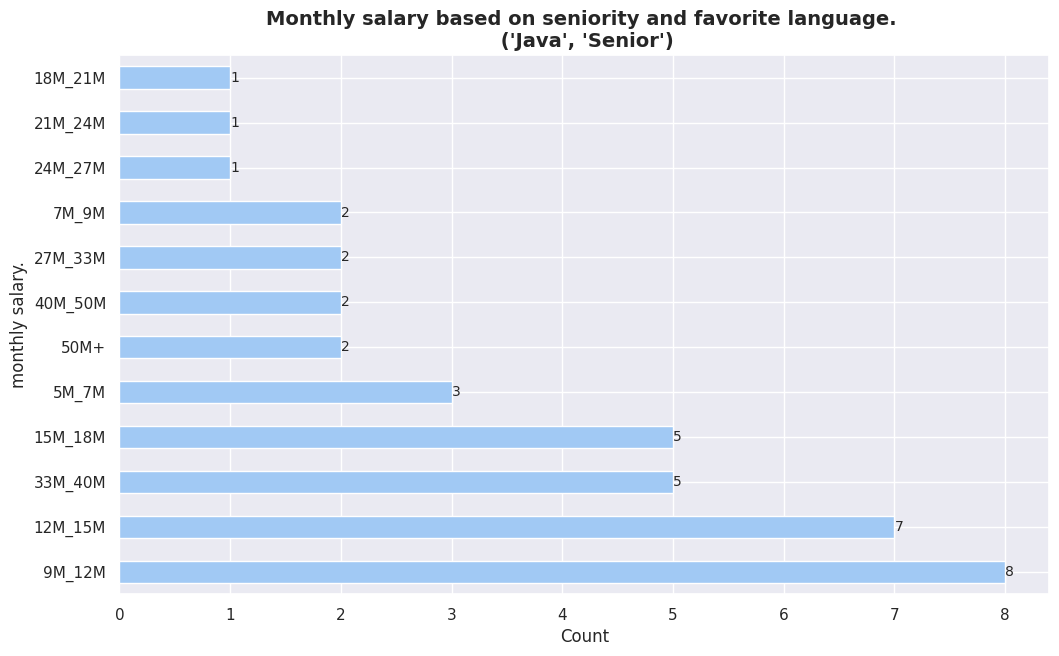 Monthly salary based on seniority and favorite language.
('Java', 'Senior')
18M_21M
1
21M_24M
1
24M_27M
1
7M_9M
2
27M_33M
2
40M_50M
2
50M+
2
5M_7M
3
15M_18M
5
33M_40M
5
12M_15M
7
9M_12M
8
monthly salary.
0 1 2 3 4 5 6 7 8
Count